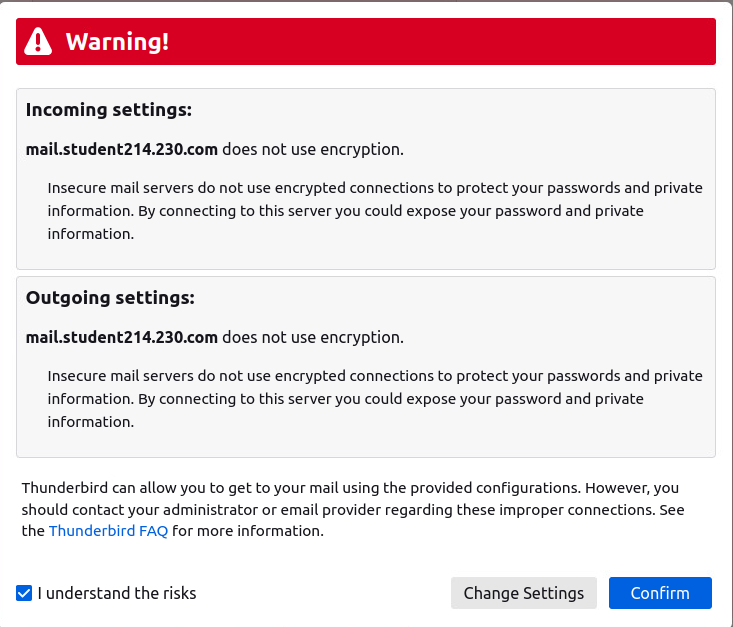 Warning!
Incoming settings:
mail.student214.230.com does not use encryption.
Insecure mail servers do not use encrypted connections to protect your passwords and private
information. By connecting to this server you could expose your password and private
information.
Outgoing settings:
mail.student214.230.com does not use encryption.
Insecure mail servers do not use encrypted connections to protect your passwords and private
information. By connecting to this server you could expose your password and private
information.
Thunderbird can allow you to get to your mail using the provided configurations. However, you
should contact your administrator or email provider regarding these improper connections. See
the Thunderbird FAQ for more information.
I understand the risks
Change Settings
Confirm